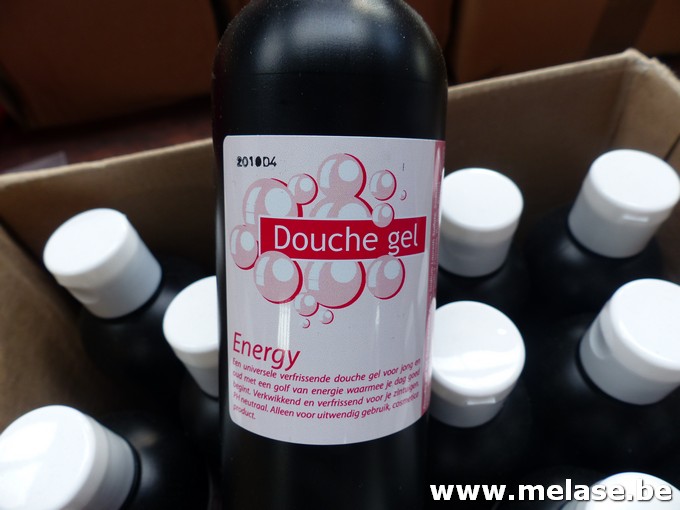 2010D4
Douche gel
Energy
Een universele verfrissende douche gel voor jong en
oud met een golf van energie waarmee je dag goed
begint. Verkwikkend en verfrissend voor je zintuigen.
PH neutraal. Alleen voor uitwendig gebruik, cosmetica
product.
www.melase.be